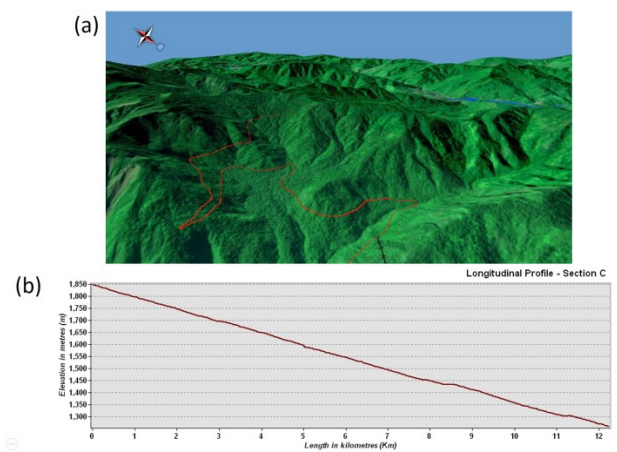 (a)
(b)
Longitudinal Profile - Section C
Elevation in metres (m)
1,850
1,800
1,750
1,700
1,650
1,600
1,550
1,500
1,450
1,400
1,350
1,300
0 1 2 3 4 5 6 7 8 9 10 11 12
Length in kilometres (Km)